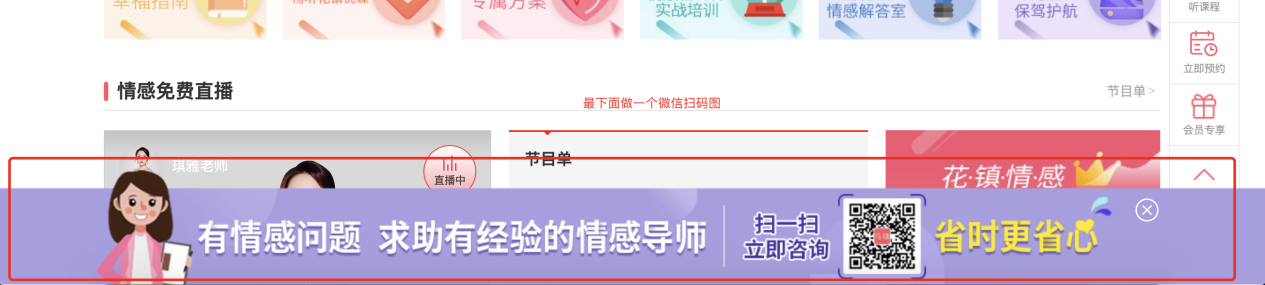 幸福指南
专属方案
实战培训
情感解答室
保驾护航
听课程
立即预约
会员专享
情感免费直播
最下面做一个微信扫码图
节目单 >
琪雅老师
直播中
节目单
花·镇·情·感
有情感问题 求助有经验的情感导师
扫一扫
立即咨询
省时更省心